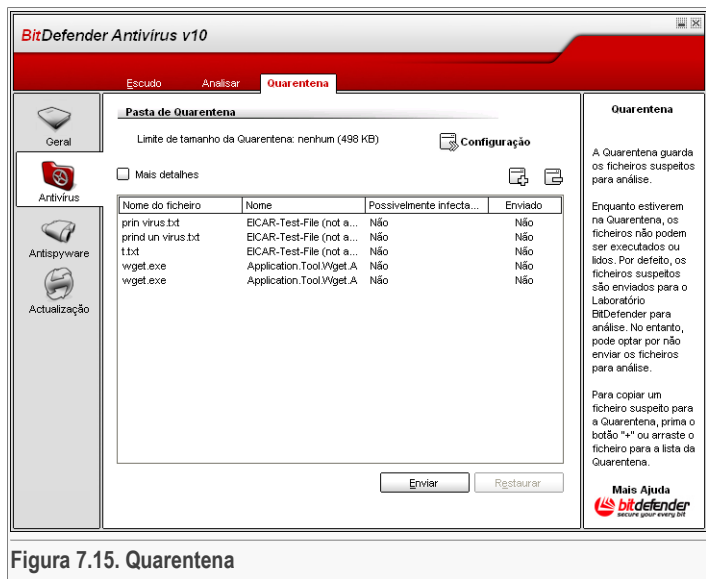 BitDefender Antivírus v10
Escudo Analisar Quarentena
Geral
Antivírus
Antispyware
Actualização
Pasta de Quarentena
Limite de tamanho da Quarentena: nenhum (498 KB) Configuração
Mais detalhes
Nome do ficheiro Nome Possivelmente infecta... Enviado
prin virus.txt EICAR-Test-File (not a... Não Não
prind un virus.txt EICAR-Test-File (not a... Não Não
t.txt EICAR-Test-File (not a... Não Não
wget.exe Application.Tool.Wget.A Não Não
wget.exe Application.Tool.Wget.A Não Não
Enviar Restaurar
Quarentena
A Quarentena guarda
os ficheiros suspeitos
para análise.
Enquanto estiverem
na Quarentena, os
ficheiros não podem
ser executados ou
lidos. Por defeito, os
ficheiros suspeitos
são enviados para o
Laboratório
BitDefender para
análise. No entanto,
pode optar por não
enviar os ficheiros
para análise.
Para copiar um
ficheiro suspeito para
a Quarentena, prima o
botão "+" ou arraste o
ficheiro para a lista da
Quarentena.
Mais Ajuda
bitdefender
secure your every bit
Figura 7.15. Quarentena